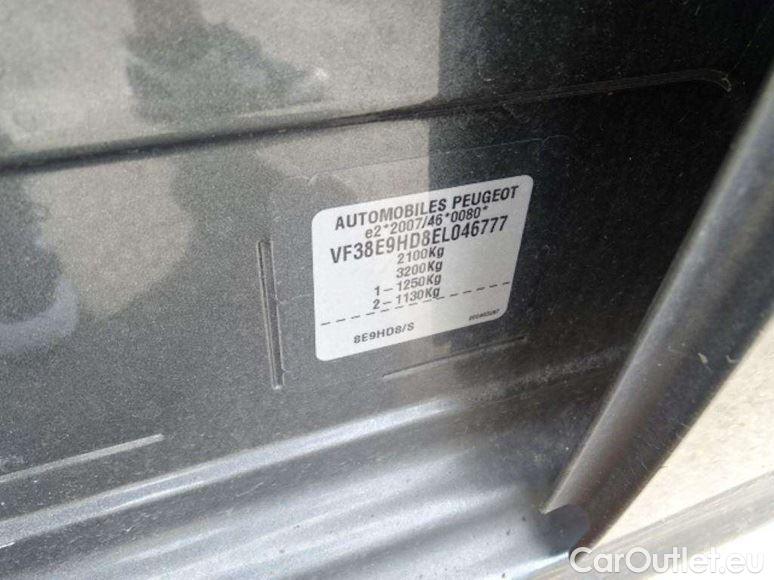 AUTOMOBILES PEUGEOT
e2*2007/46*0080*
VF38E9HD8EL046777
2100Kg
3200Kg
1-1250Kg
2-1130Kg
8E9HD8/S
CarOutlet.eu